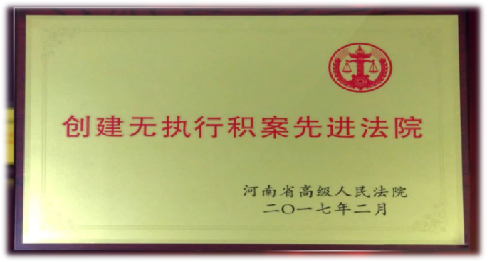 创建无执行积案先进法院
河南省高级人民法院
二〇一七年二月